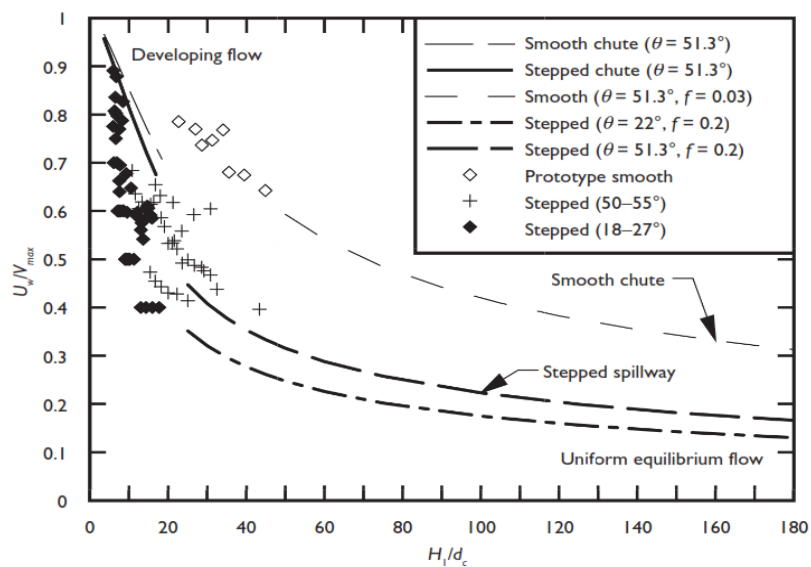 Developing flow
Smooth chute (θ = 51.3°)
Stepped chute (θ = 51.3°)
Smooth (θ = 51.3°, f = 0.03)
Stepped (θ = 22°, f = 0.2)
Stepped (θ = 51.3°, f = 0.2)
Prototype smooth
Stepped (50–55°)
Stepped (18–27°)
Smooth chute
Stepped spillway
Uniform equilibrium flow
U_w/V_max
1
0.9
0.8
0.7
0.6
0.5
0.4
0.3
0.2
0.1
0
0 20 40 60 80 100 120 140 160 180
H_1/d_c